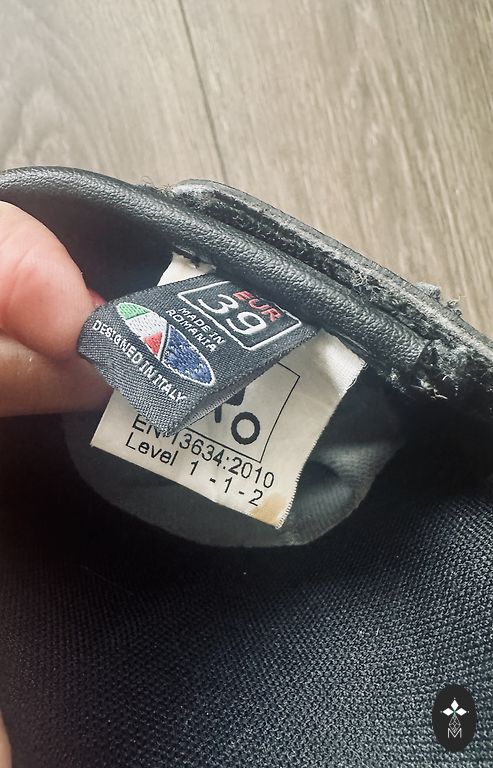 EUR
39
MADE IN
ROMANIA
DESIGNED IN ITALY
EN 13634:2010
Level 1 - 1 - 2
M